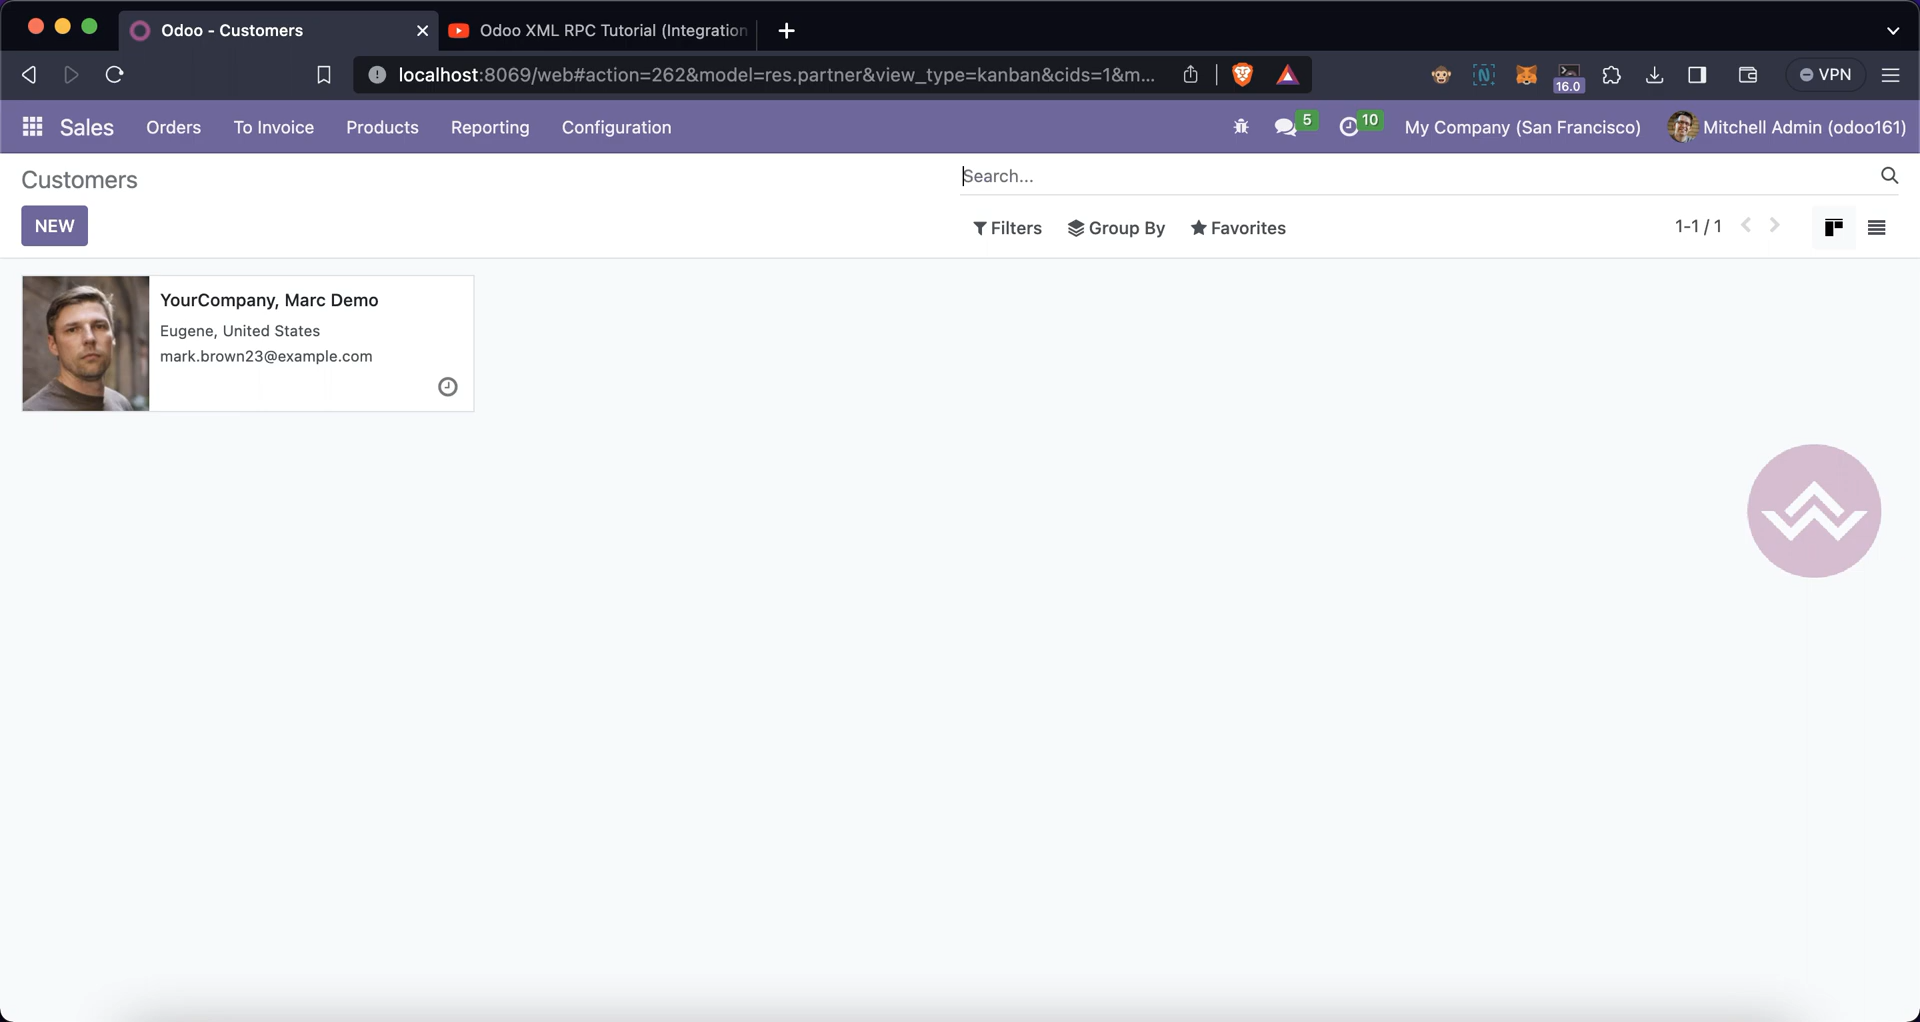 Odoo - Customers
Odoo XML RPC Tutorial (Integration
localhost:8069/web#action=262&model=res.partner&view_type=kanban&cids=1&m...
16.0
VPN
Sales Orders To Invoice Products Reporting Configuration
5
10
My Company (San Francisco)
Mitchell Admin (odoo161)
Customers
Search...
NEW
Filters
Group By
Favorites
1-1 / 1
YourCompany, Marc Demo
Eugene, United States
mark.brown23@example.com